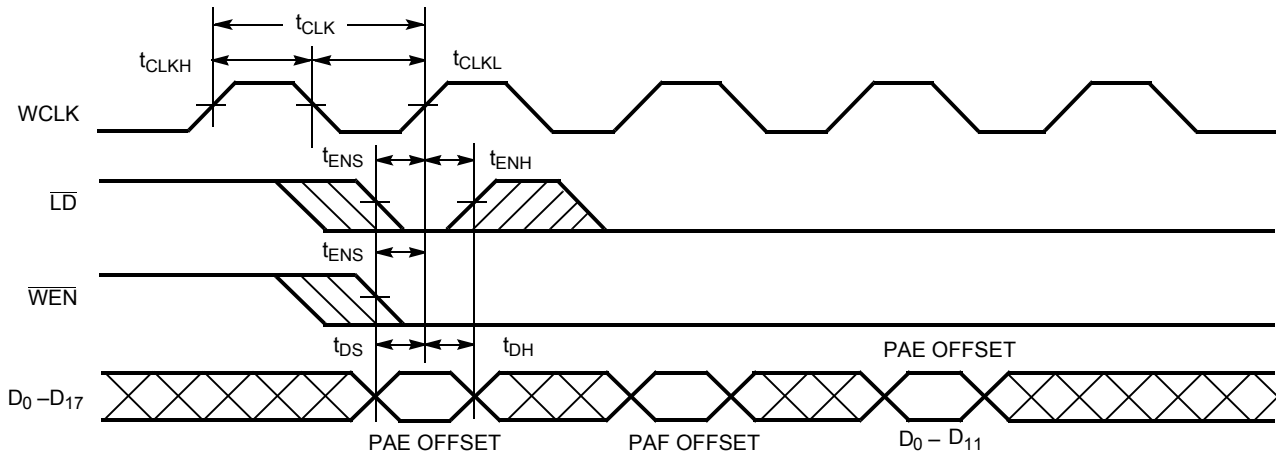 tCLK
tCLKH
tCLKL
WCLK
tENS
tENH
LD
tENS
WEN
tDS
tDH
PAE OFFSET
D0 –D17
PAE OFFSET
PAF OFFSET
D0 – D11